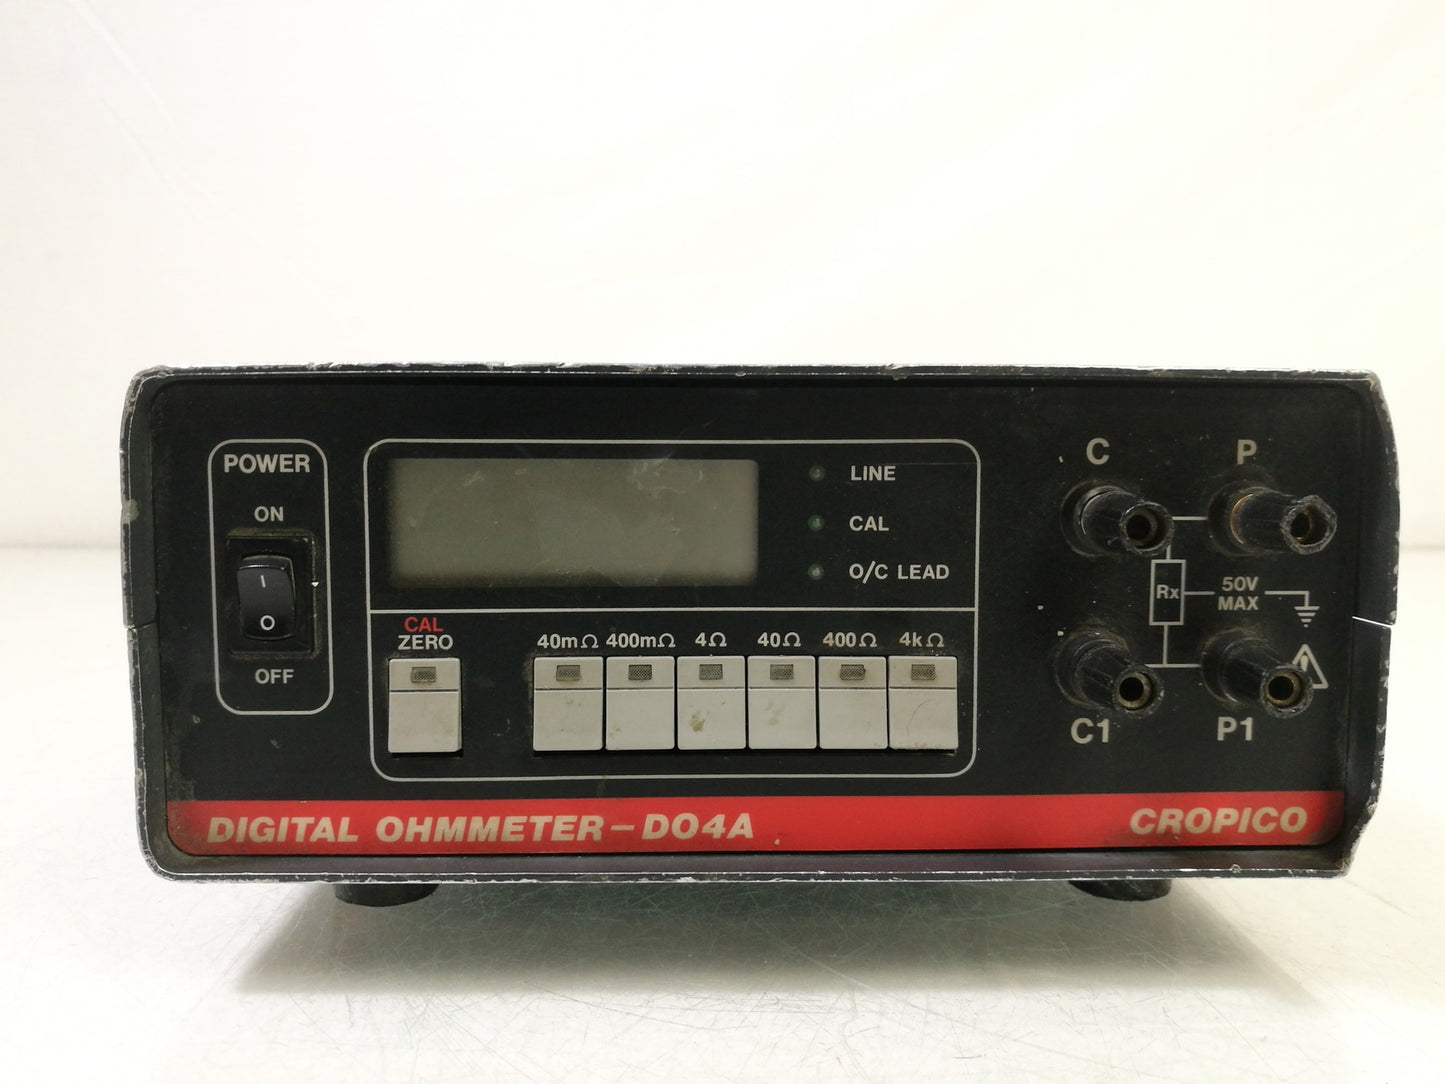 POWER
ON
I
O
OFF
LINE
CAL
O/C LEAD
CAL
ZERO
40mΩ 400mΩ 4Ω 40Ω 400Ω 4kΩ
C P
Rx
50V
MAX
C1 P1
DIGITAL OHMMETER-DO4A
CROPICO